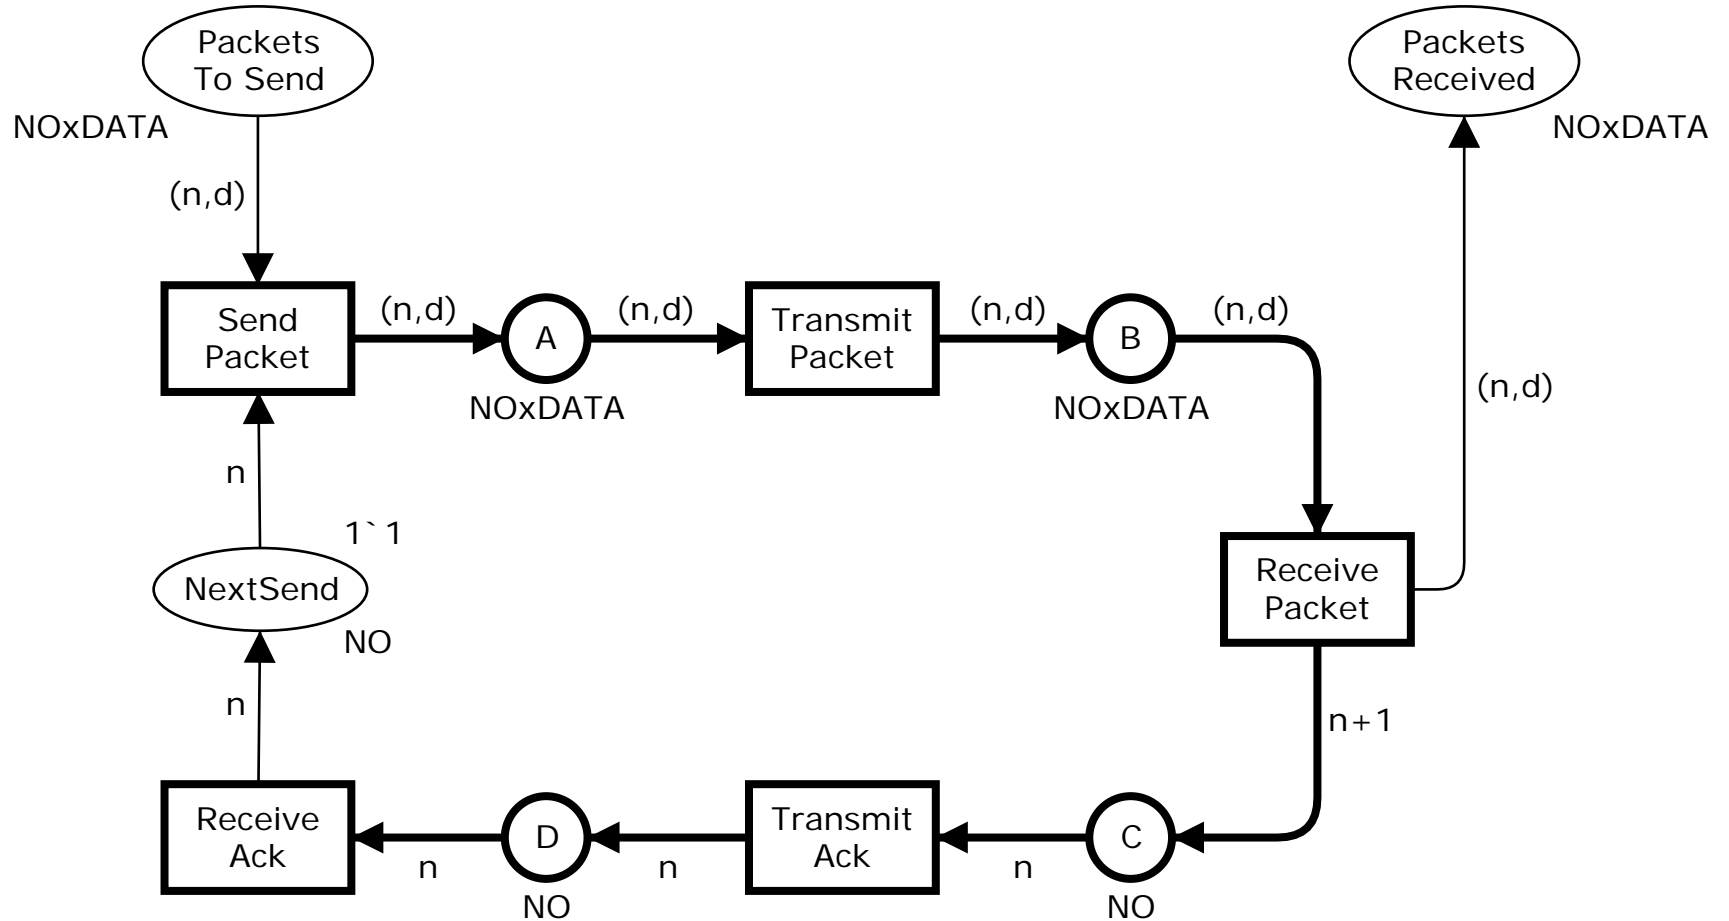 Packets
To Send
Packets
Received
NOxDATA
NOxDATA
(n,d)
Send
Packet
(n,d)
A
(n,d)
Transmit
Packet
(n,d)
B
(n,d)
NOxDATA
NOxDATA
(n,d)
n
1`1
NextSend
NO
Receive
Packet
n
n+1
Receive
Ack
n
D
n
Transmit
Ack
n
C
NO
NO